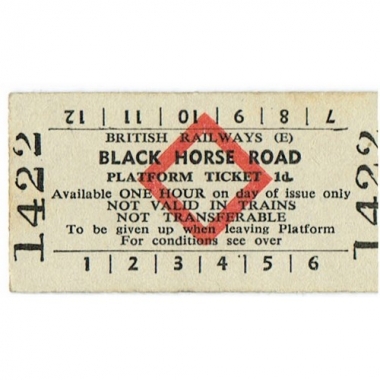 12 | 11 | 10 | 9 | 8 | 7
BRITISH RAILWAYS (E)
BLACK HORSE ROAD
PLATFORM TICKET 1d.
Available ONE HOUR on day of issue only
NOT VALID IN TRAINS
NOT TRANSFERABLE
To be given up when leaving Platform
For conditions see over
1 | 2 | 3 | 4 | 5 | 6
1422
1422